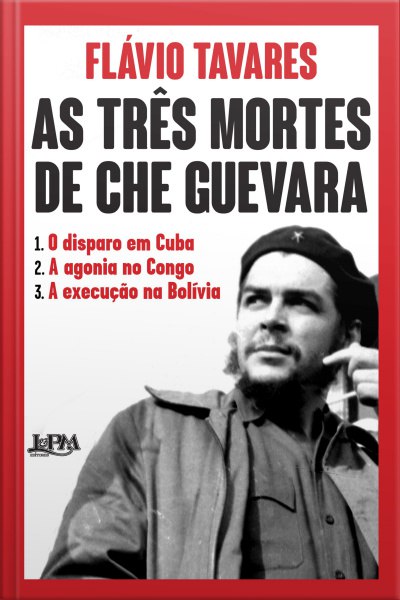 FLÁVIO TAVARES
AS TRÊS MORTES
DE CHE GUEVARA
1. O disparo em Cuba
2. A agonia no Congo
3. A execução na Bolívia
L&PM
EDITORES